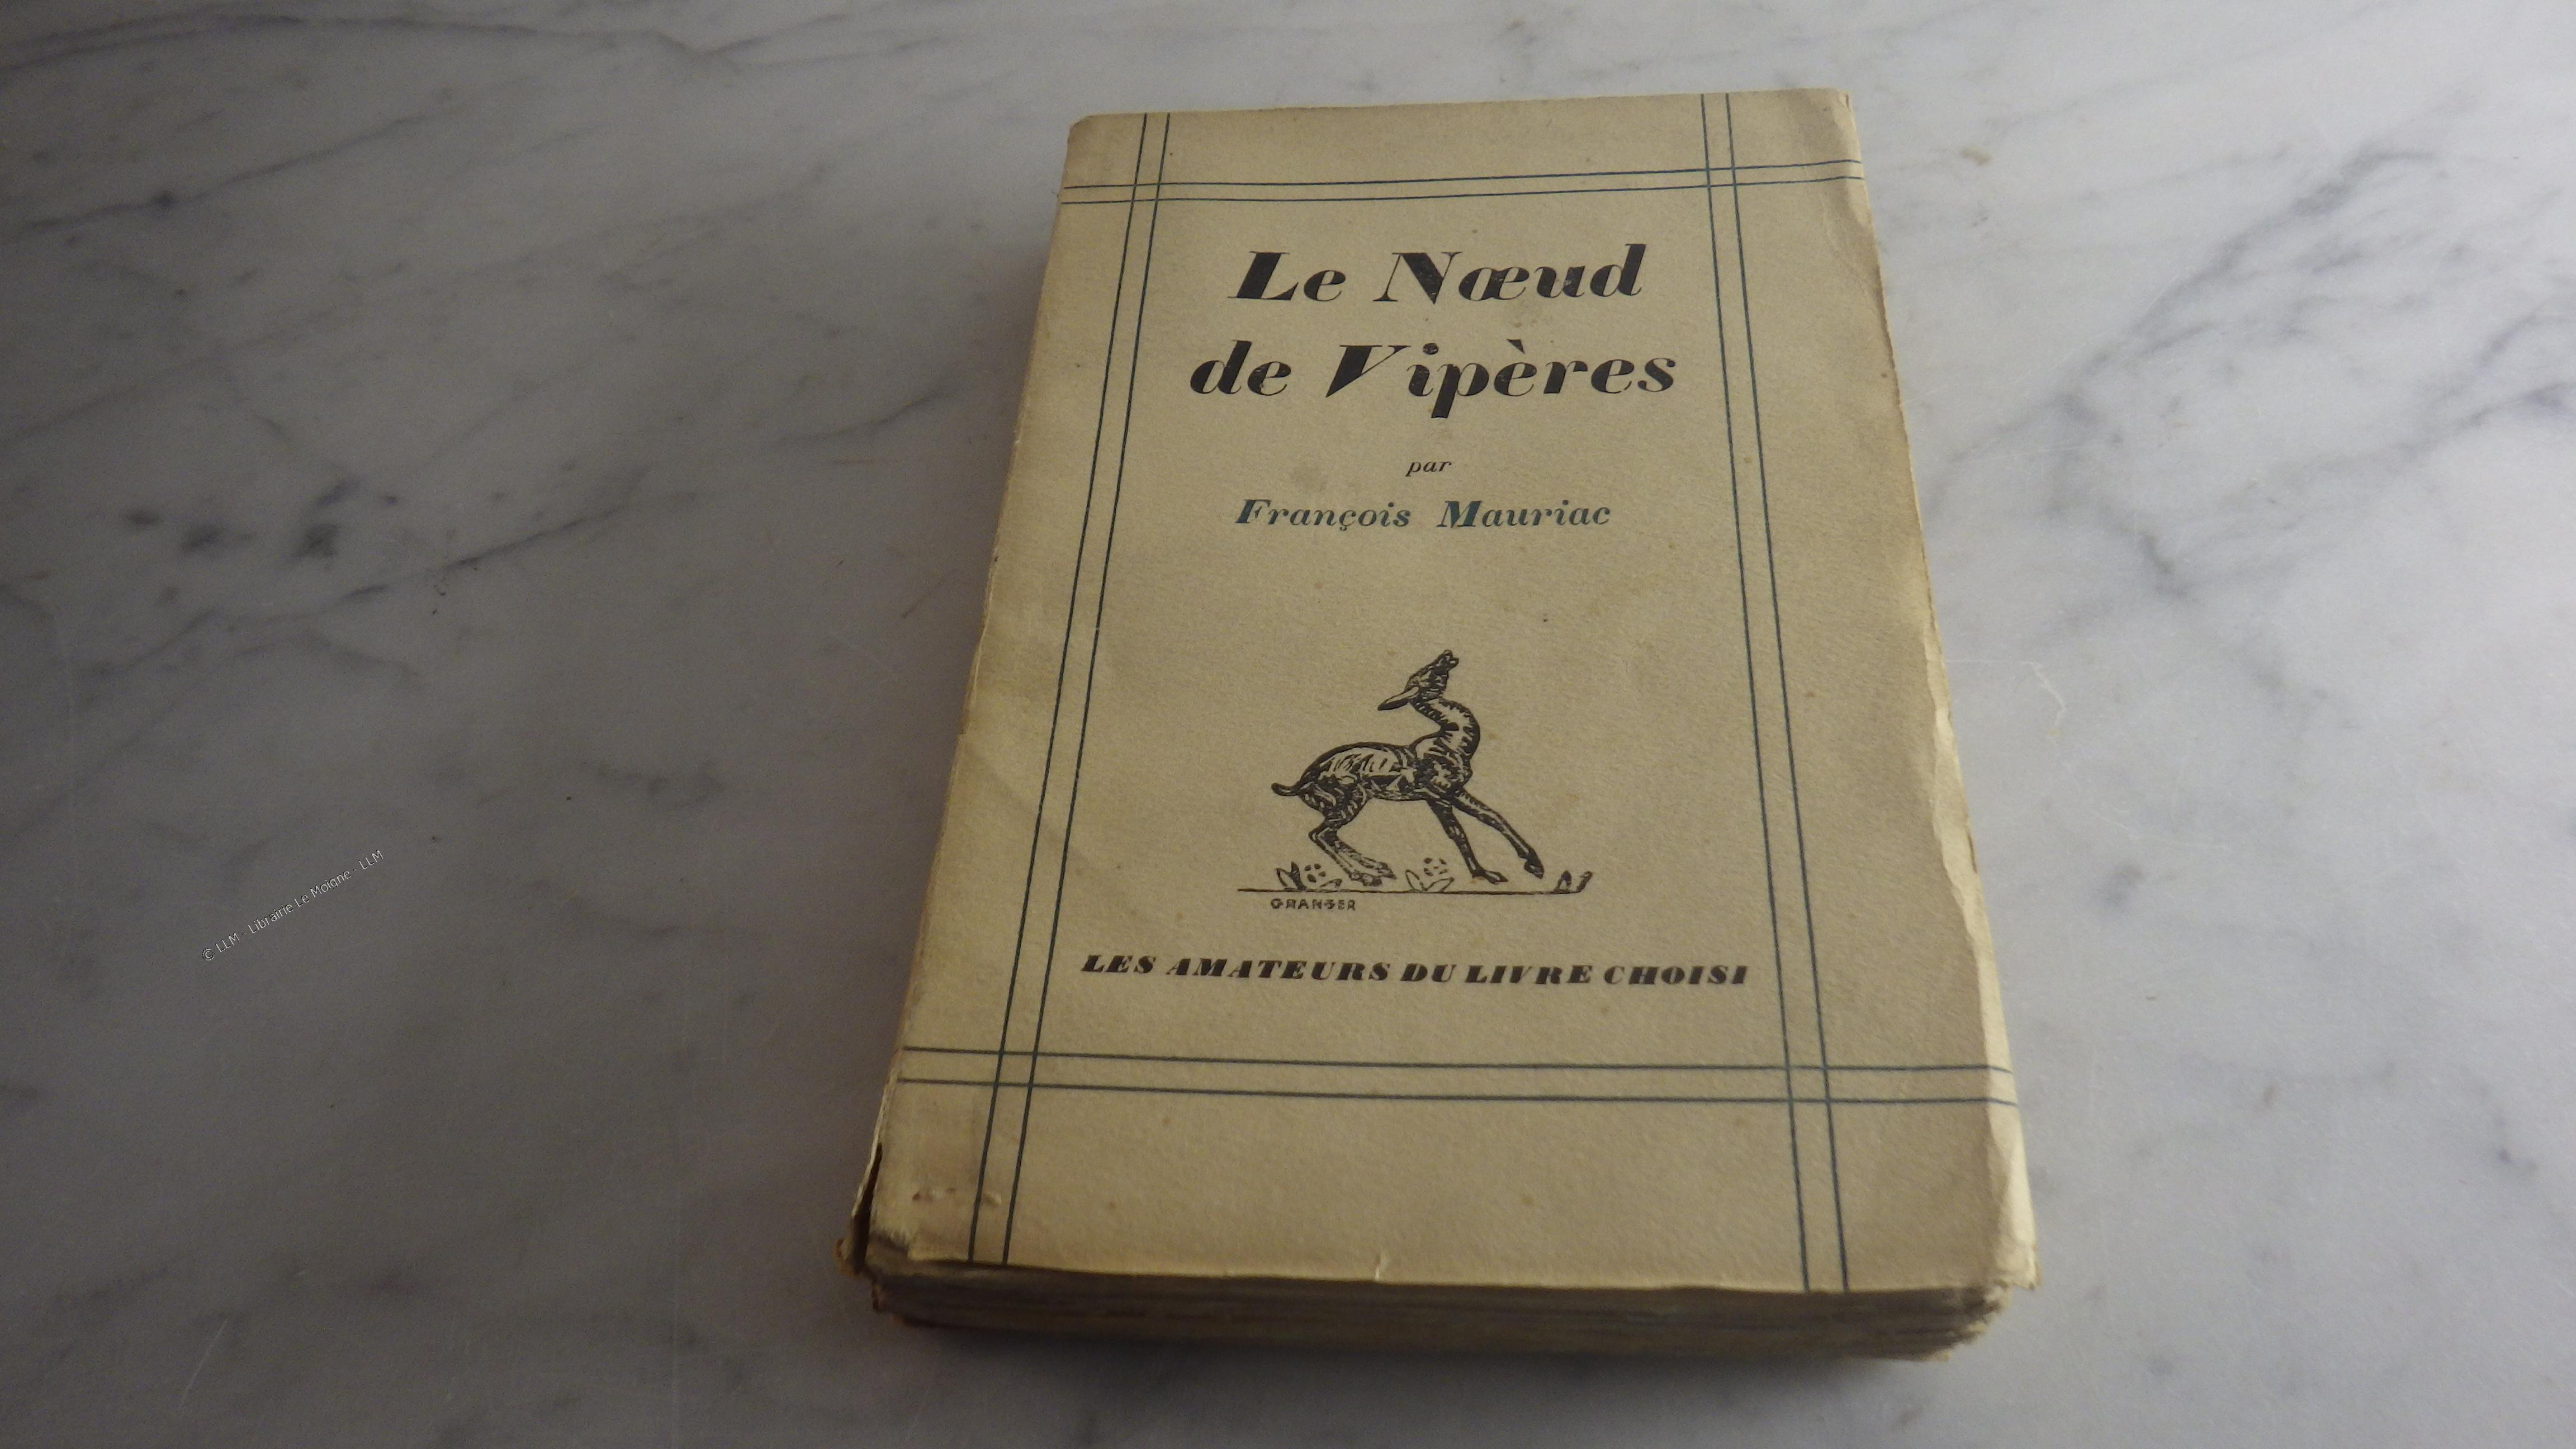 Le Nœud
de Vipères
par
François Mauriac
GRANGER
LES AMATEURS DU LIVRE CHOISI
© LLM - Librairie Le Moigne - LLM